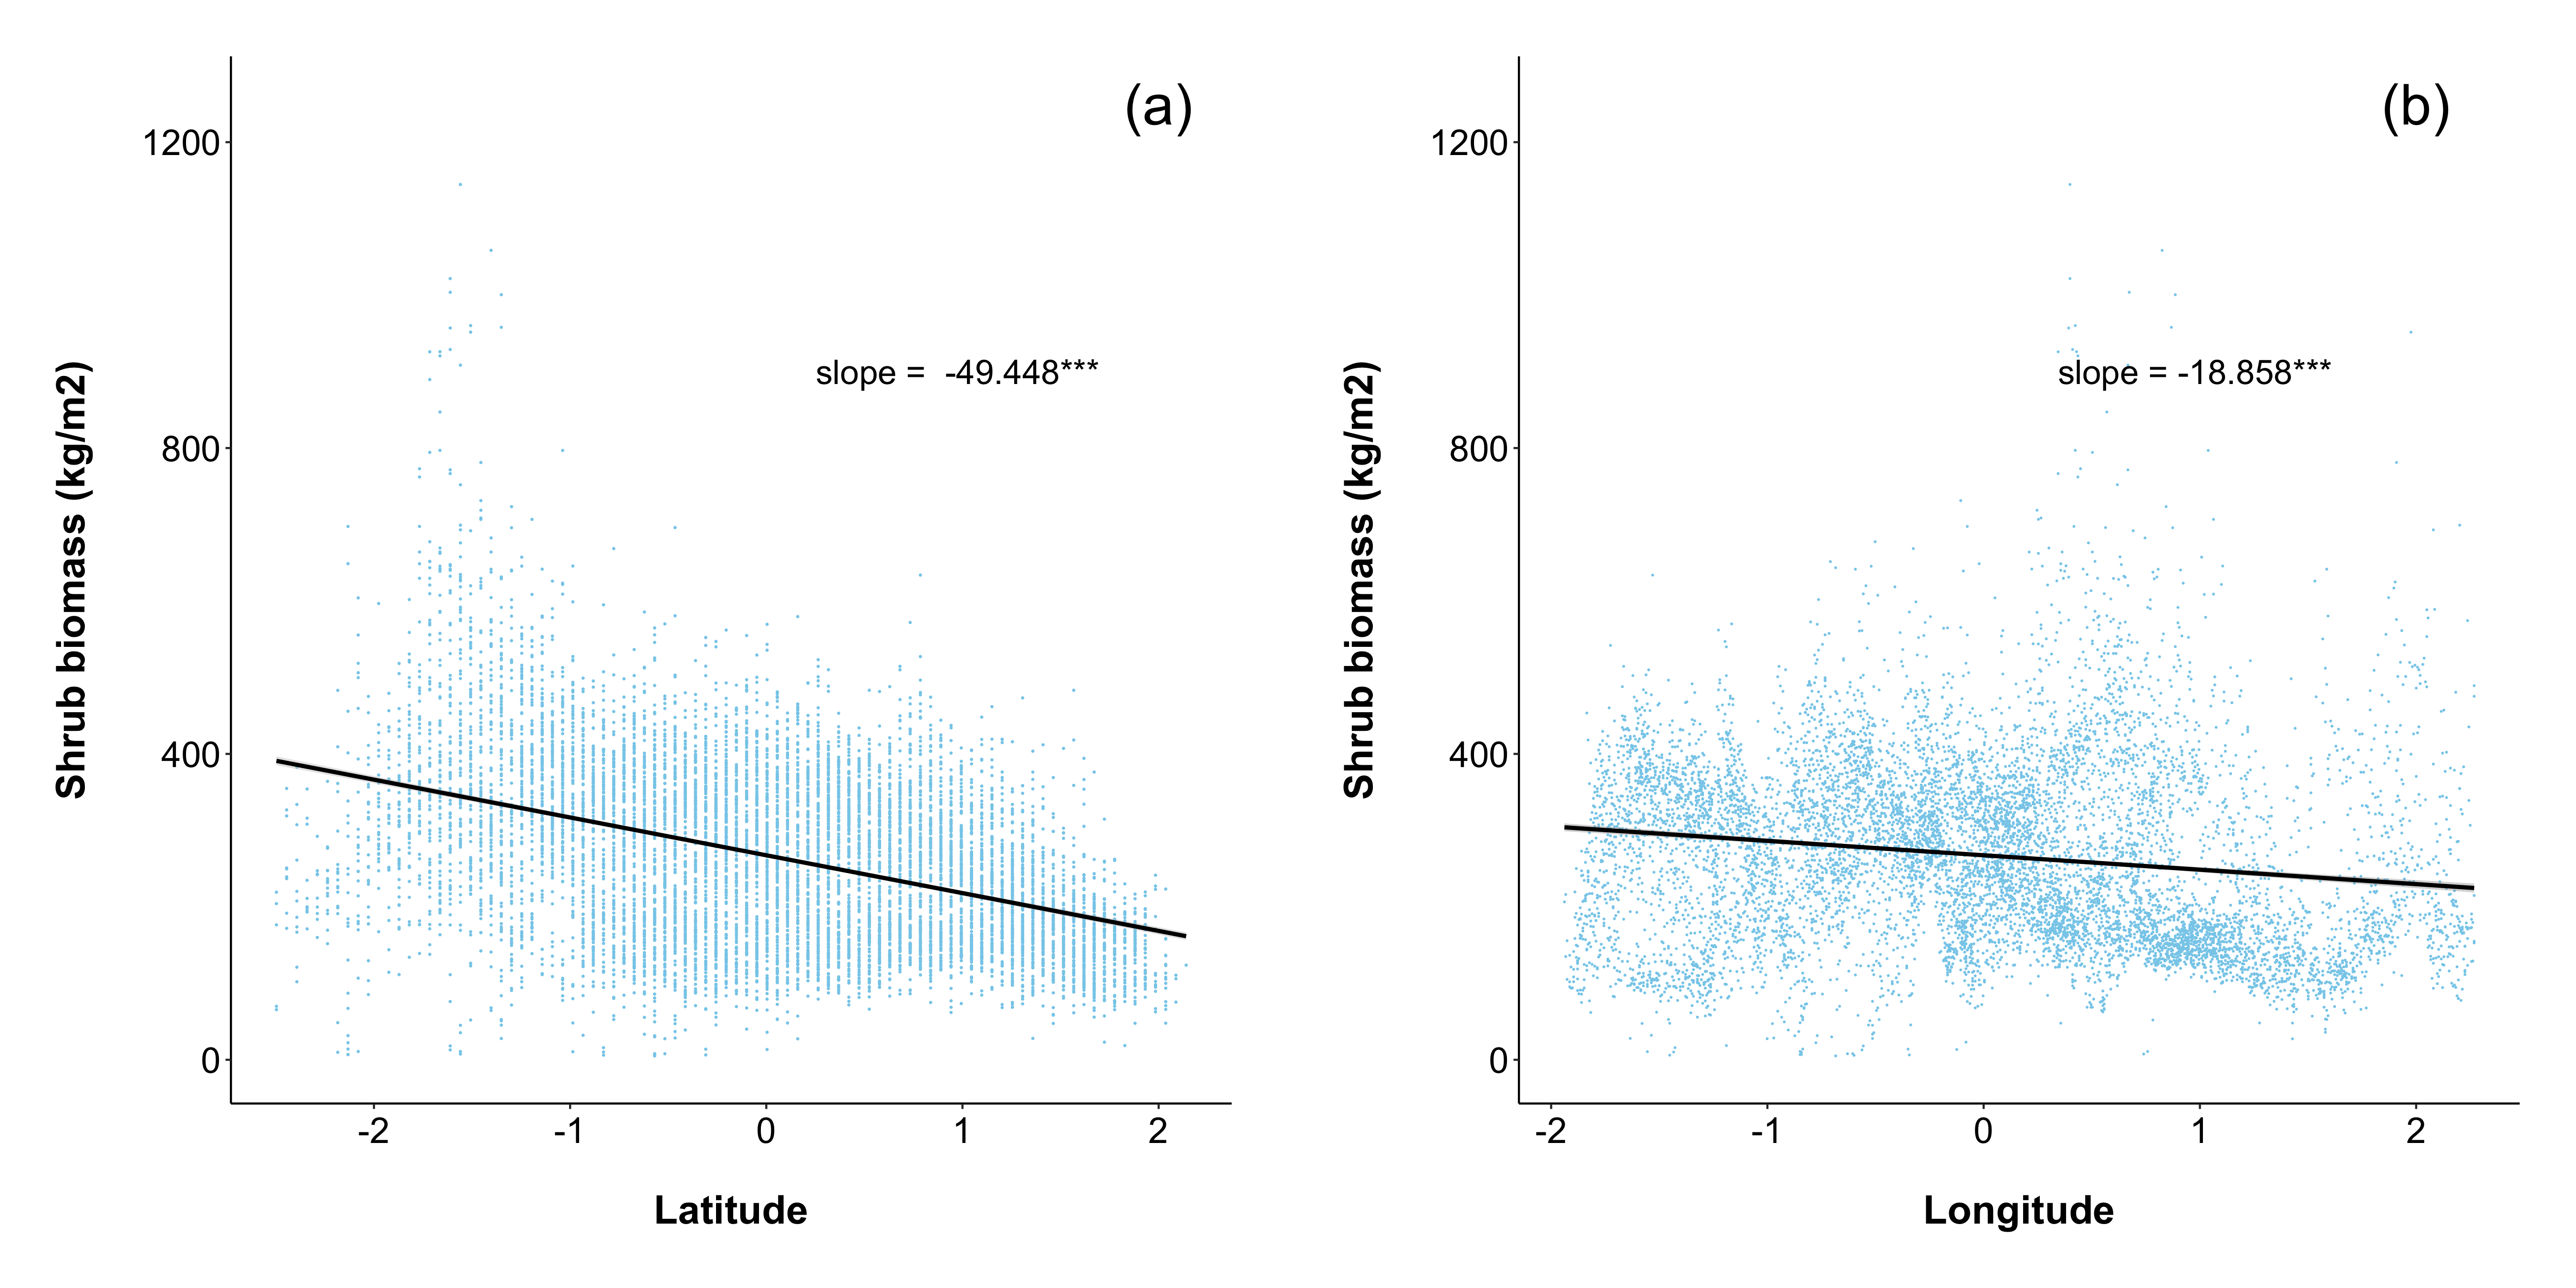 (a)
Shrub biomass (kg/m2)
1200
800
400
0
slope =  -49.448***
-2 -1 0 1 2
Latitude
(b)
Shrub biomass (kg/m2)
1200
800
400
0
slope = -18.858***
-2 -1 0 1 2
Longitude